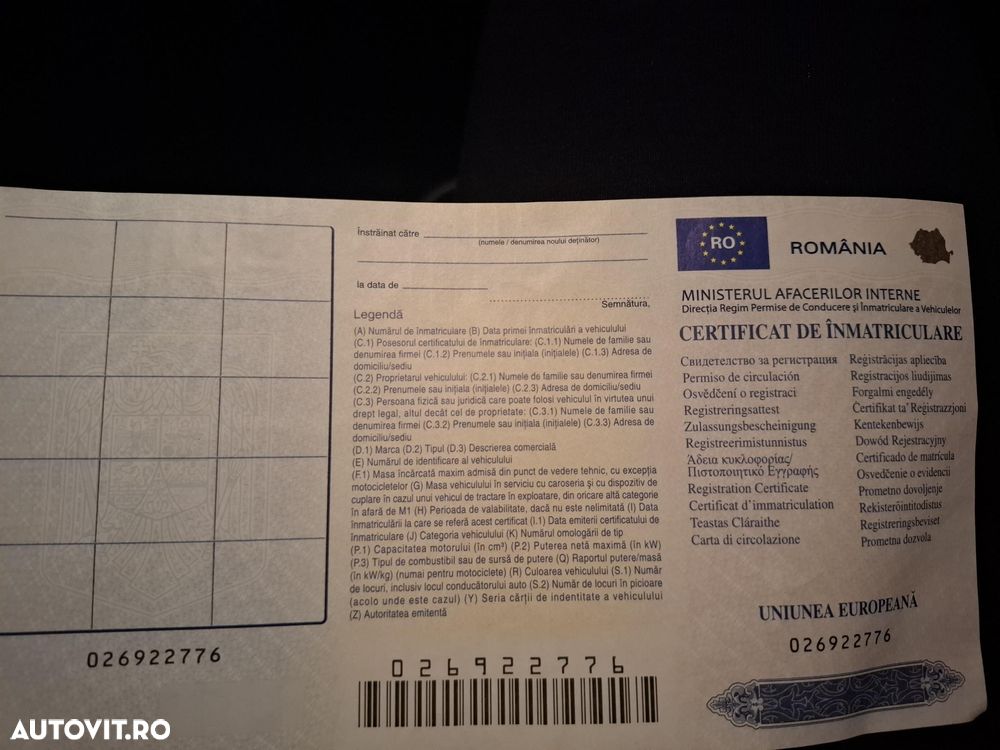 026922776
Înstrăinat către
(numele / denumirea noului deținător)
la data de
Semnătura,
Legendă
(A) Numărul de înmatriculare (B) Data primei înmatriculări a vehiculului
(C.1) Posesorul certificatului de înmatriculare: (C.1.1) Numele de familie sau
denumirea firmei (C.1.2) Prenumele sau inițiala (inițialele) (C.1.3) Adresa de
domiciliu/sediu
(C.2) Proprietarul vehiculului: (C.2.1) Numele de familie sau denumirea firmei
(C.2.2) Prenumele sau inițiala (inițialele) (C.2.3) Adresa de domiciliu/sediu
(C.3) Persoana fizică sau juridică care poate folosi vehiculul în virtutea unui
drept legal, altul decât cel de proprietate: (C.3.1) Numele de familie sau
denumirea firmei (C.3.2) Prenumele sau inițiala (inițialele) (C.3.3) Adresa de
domiciliu/sediu
(D.1) Marca (D.2) Tipul (D.3) Descrierea comercială
(E) Numărul de identificare al vehiculului
(F.1) Masa încărcată maxim admisă din punct de vedere tehnic, cu excepția
motocicletelor (G) Masa vehiculului în serviciu cu caroseria și cu dispozitiv de
cuplare în cazul unui vehicul de tractare în exploatare, din oricare altă categorie
în afară de M1 (H) Perioada de valabilitate, dacă nu este nelimitată (I) Data
înmatriculării la care se referă acest certificat (I.1) Data emiterii certificatului de
înmatriculare (J) Categoria vehiculului (K) Numărul omologării de tip
(P.1) Capacitatea motorului (în cm³) (P.2) Puterea netă maximă (în kW)
(P.3) Tipul de combustibil sau de sursă de putere (Q) Raportul putere/masă
(în kW/kg) (numai pentru motociclete) (R) Culoarea vehiculului (S.1) Număr
de locuri, inclusiv locul conducătorului auto (S.2) Număr de locuri în picioare
(acolo unde este cazul) (Y) Seria cărții de indentitate a vehiculului
(Z) Autoritatea emitentă
026922776
RO
ROMÂNIA
MINISTERUL AFACERILOR INTERNE
Direcția Regim Permise de Conducere și Înmatriculare a Vehiculelor
CERTIFICAT DE ÎNMATRICULARE
Свидетелство за регистрация
Permiso de circulación
Osvědčení o registraci
Registreringsattest
Zulassungsbescheinigung
Registreerimistunnistus
Άδεια κυκλοφορίας/
Πιστοποιητικό Εγγραφής
Registration Certificate
Certificat d'immatriculation
Teastas Cláraithe
Carta di circolazione
Reģistrācijas apliecība
Registracijos liudijimas
Forgalmi engedély
Ċertifikat ta' Reġistrazzjoni
Kentekenbewijs
Dowód Rejestracyjny
Certificado de matrícula
Osvedčenie o evidencii
Prometno dovoljenje
Rekisteröintitodistus
Registreringsbeviset
Prometna dozvola
UNIUNEA EUROPEANĂ
026922776
AUTOVIT.RO